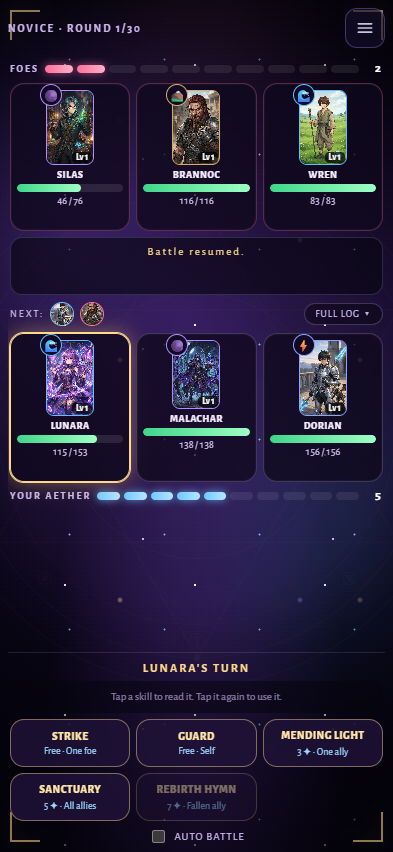 NOVICE · ROUND 1/30
FOES 2
Lv1 Lv1 Lv1
SILAS BRANNOC WREN
46/76 116/116 83/83
Battle resumed.
NEXT: FULL LOG ▼
Lv1 Lv1 Lv1
LUNARA MALACHAR DORIAN
115/153 138/138 156/156
YOUR AETHER 5
LUNARA'S TURN
Tap a skill to read it. Tap it again to use it.
STRIKE GUARD MENDING LIGHT
Free · One foe Free · Self 3 ✦ · One ally
SANCTUARY REBIRTH HYMN
5 ✦ · All allies 7 ✦ · Fallen ally
AUTO BATTLE